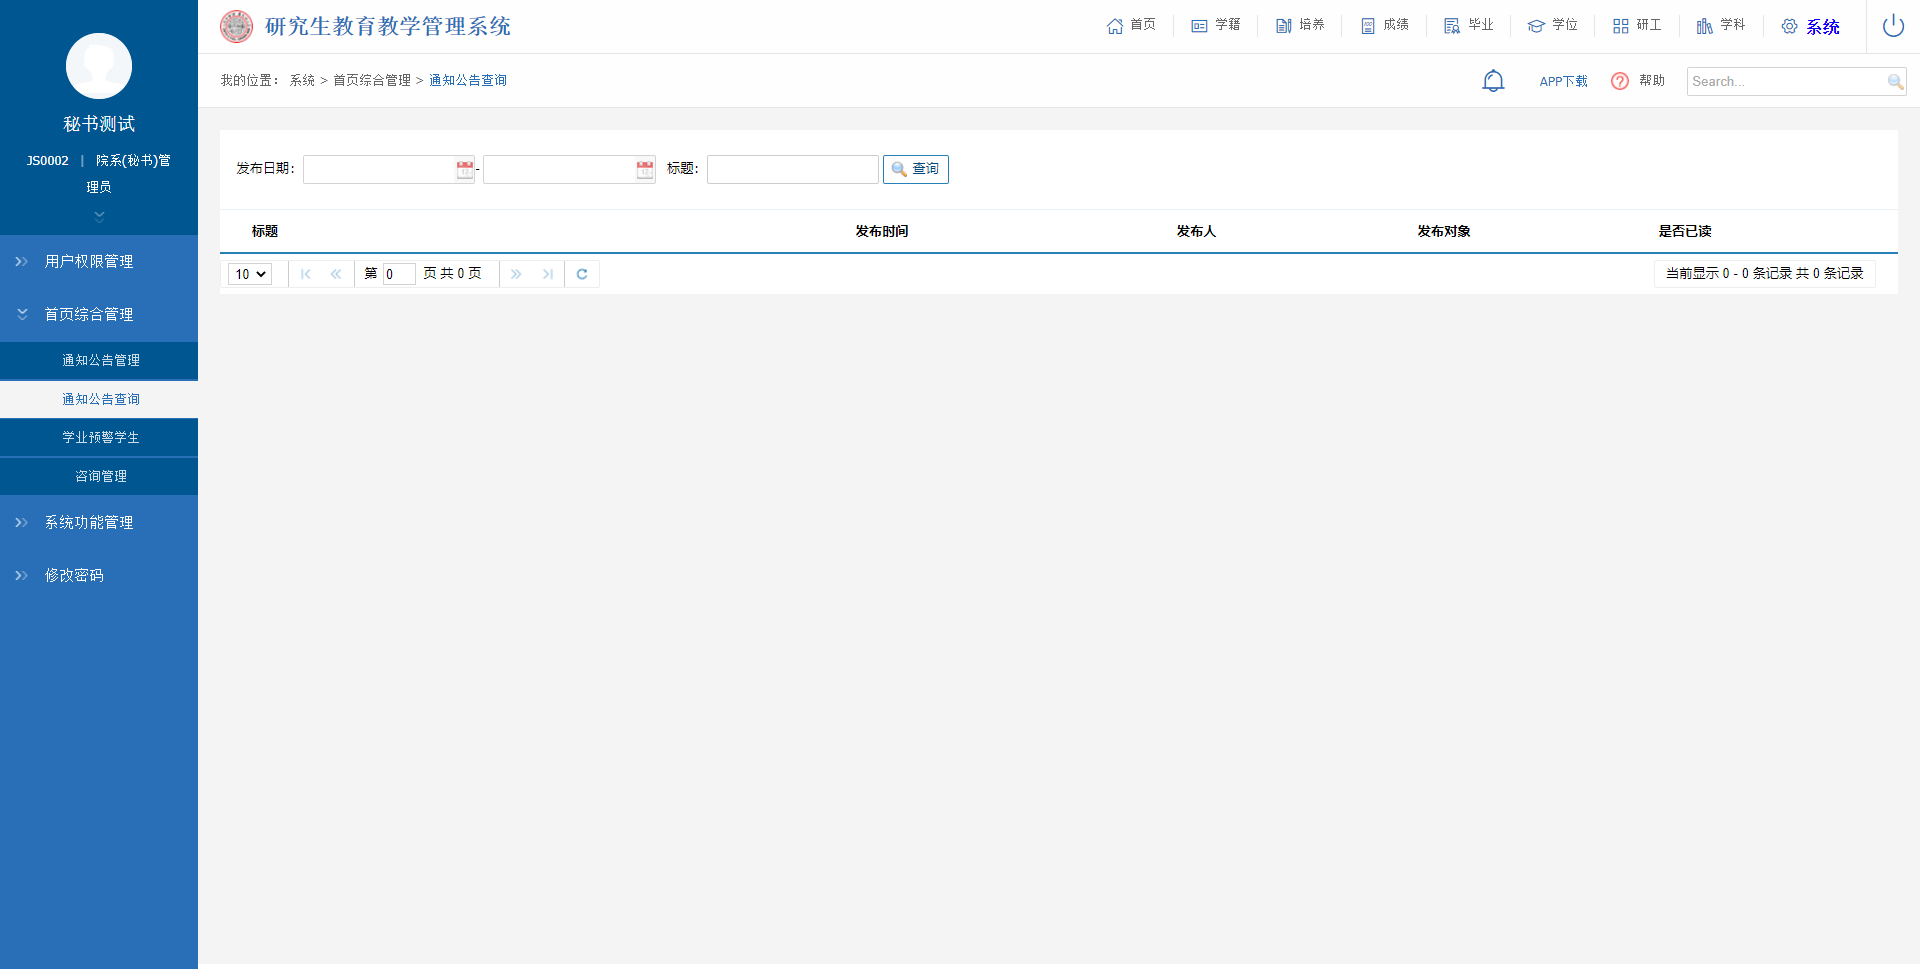 研究生教育教学管理系统
首页 学籍 培养 成绩 毕业 学位 研工 学科 系统
秘书测试
JS0002 | 院系(秘书)管
理员
我的位置： 系统 > 首页综合管理 > 通知公告查询
APP下载 帮助 Search...
用户权限管理
首页综合管理
通知公告管理
通知公告查询
学业预警学生
咨询管理
系统功能管理
修改密码
发布日期： - 标题： 查询
标题 发布时间 发布人 发布对象 是否已读
10 第 0 页 共 0 页 当前显示 0 - 0 条记录 共 0 条记录